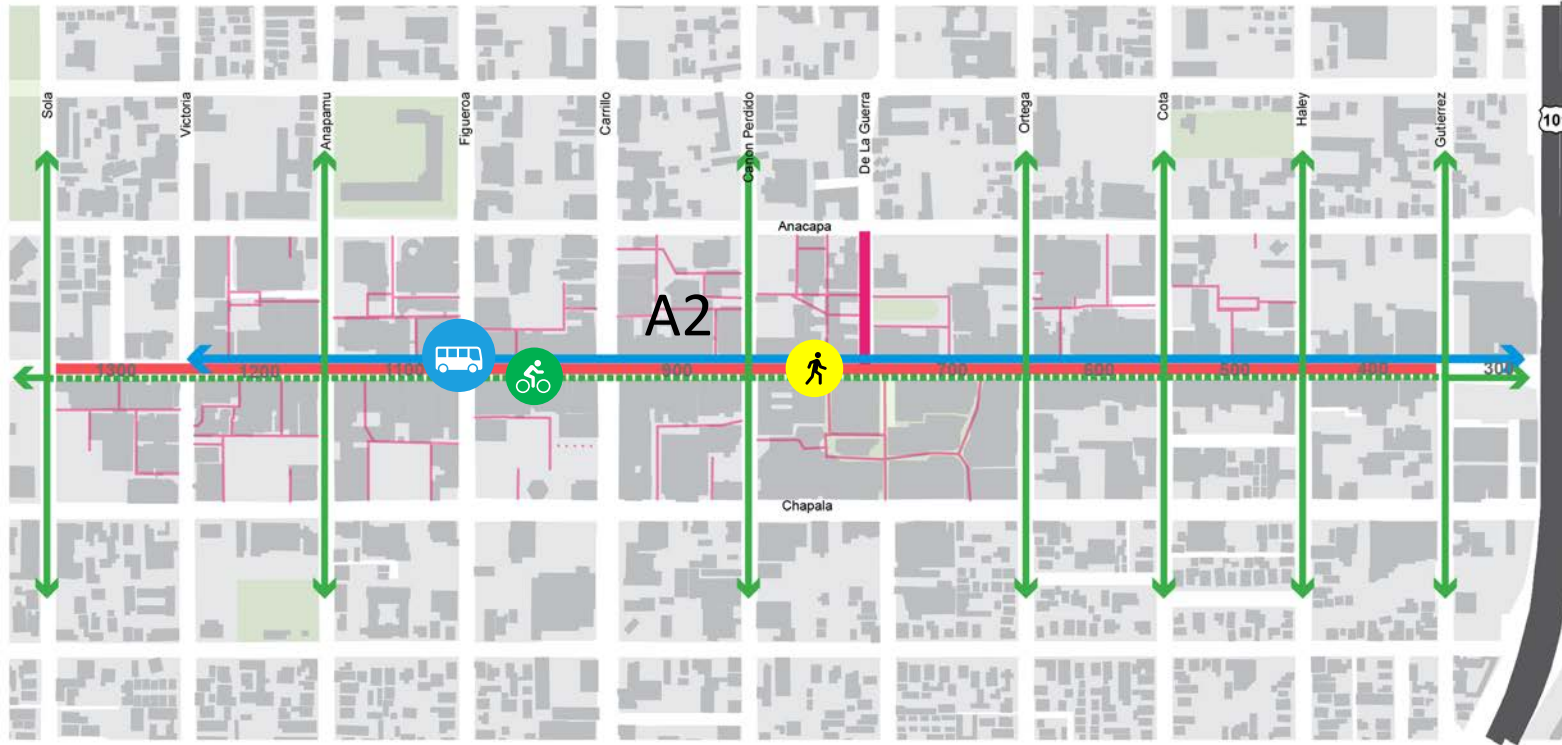 Sola
Victoria
Anapamu
Figueroa
Carrillo
Canon Perdido
De La Guerra
Ortega
Cota
Haley
Gutierrez
10
Anacapa
A2
1300
1200
1100
900
700
600
500
400
300
Chapala